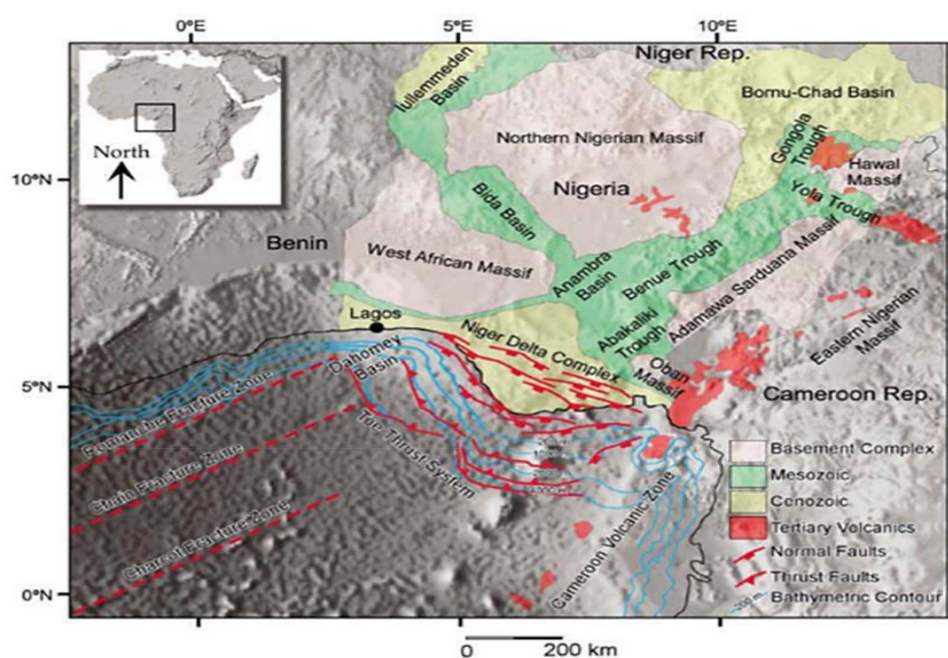 0°E
5°E
10°E
Niger Rep.
Iullemmeden
Basin
Bornu-Chad Basin
Northern Nigerian Massif
Gongola
Trough
Hawal
Massif
North
10°N
Nigeria
Yola Trough
Bida Basin
Benin
West African Massif
Anambra
Basin
Benue Trough
Adamawa Sarduana Massif
Lagos
Niger Delta Complex
Abakaliki
Trough
Eastern Nigerian
Massif
Dahomey
Basin
Oban
Massif
5°N
Cameroon Rep.
Romanche Fracture Zone
Toe Thrust System
Chain Fracture Zone
Charcot Fracture Zone
Cameroon Volcanic Zone
Basement Complex
Mesozoic
Cenozoic
Tertiary Volcanics
Normal Faults
Thrust Faults
200 m
Bathymetric Contour
0°N
0
200 km